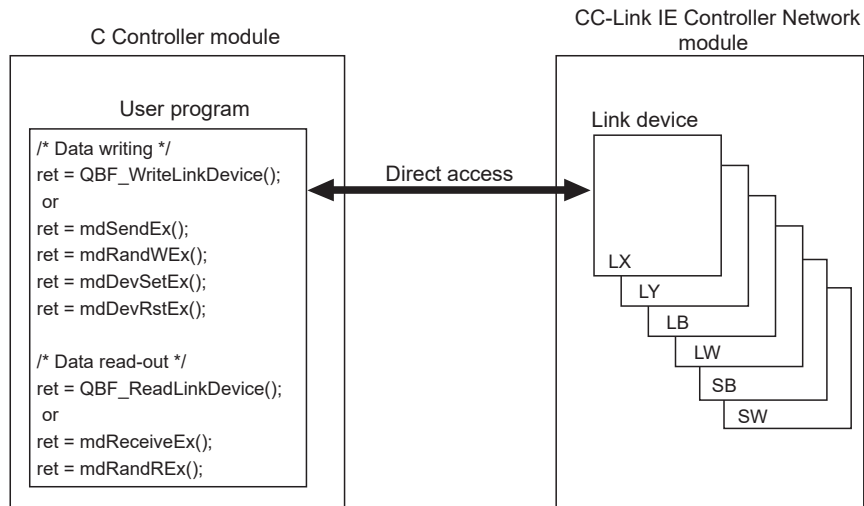 C Controller module
User program
/* Data writing */
ret = QBF_WriteLinkDevice();
or
ret = mdSendEx();
ret = mdRandWEx();
ret = mdDevSetEx();
ret = mdDevRstEx();
/* Data read-out */
ret = QBF_ReadLinkDevice();
or
ret = mdReceiveEx();
ret = mdRandREx();
Direct access
CC-Link IE Controller Network
module
Link device
LX
LY
LB
LW
SB
SW